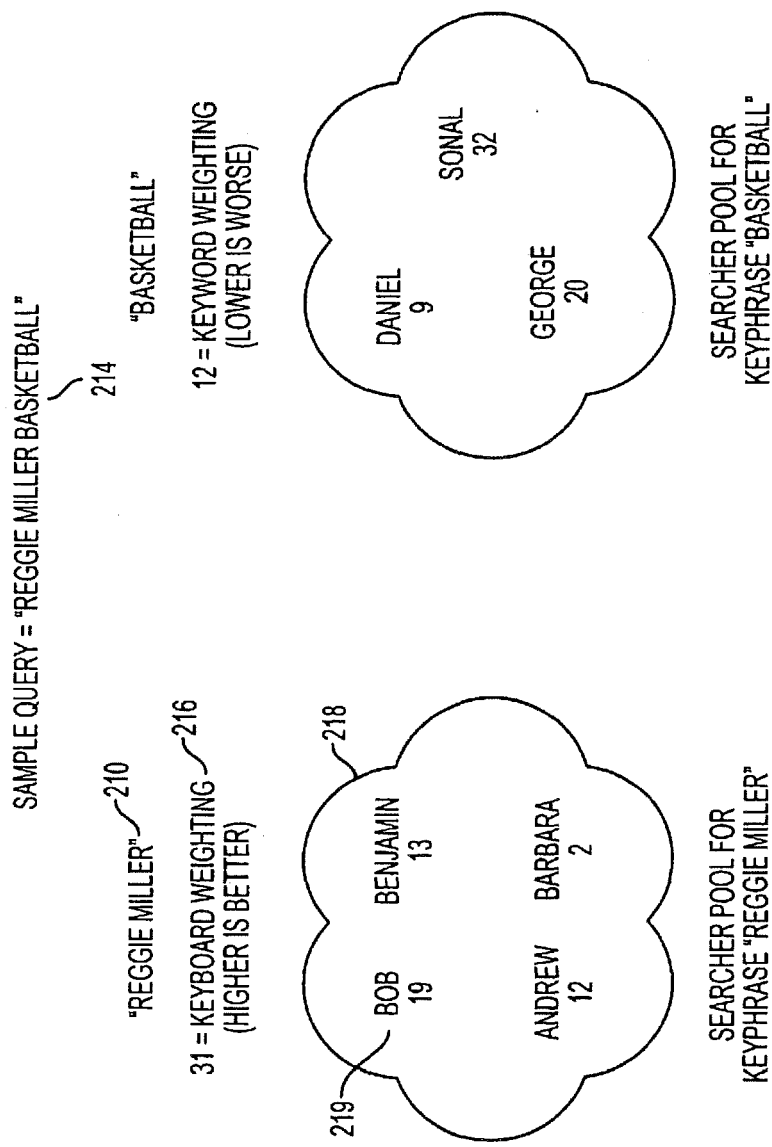 SAMPLE QUERY = "REGGIE MILLER BASKETBALL"
214
"REGGIE MILLER"
210
31 = KEYBOARD WEIGHTING
216
(HIGHER IS BETTER)
218
BOB
19
219
BENJAMIN
13
ANDREW
12
BARBARA
2
SEARCHER POOL FOR
KEYPHRASE "REGGIE MILLER"
"BASKETBALL"
12 = KEYWORD WEIGHTING
(LOWER IS WORSE)
DANIEL
9
SONAL
32
GEORGE
20
SEARCHER POOL FOR
KEYPHRASE "BASKETBALL"